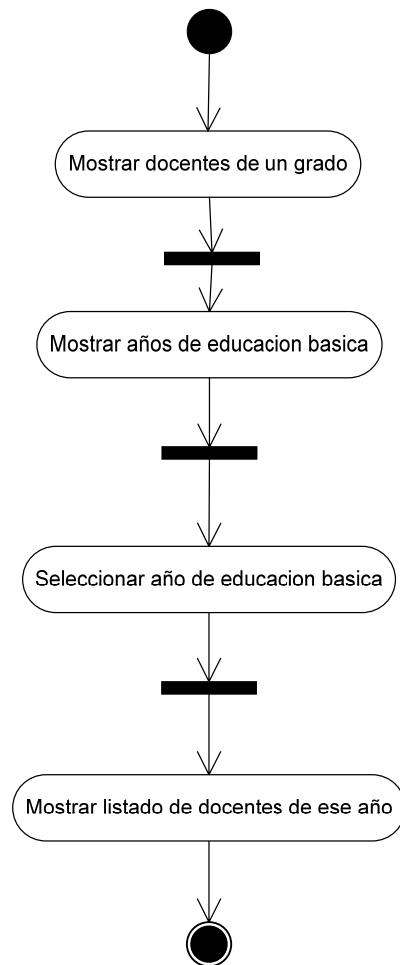 Mostrar docentes de un grado
Mostrar años de educacion basica
Seleccionar año de educacion basica
Mostrar listado de docentes de ese año